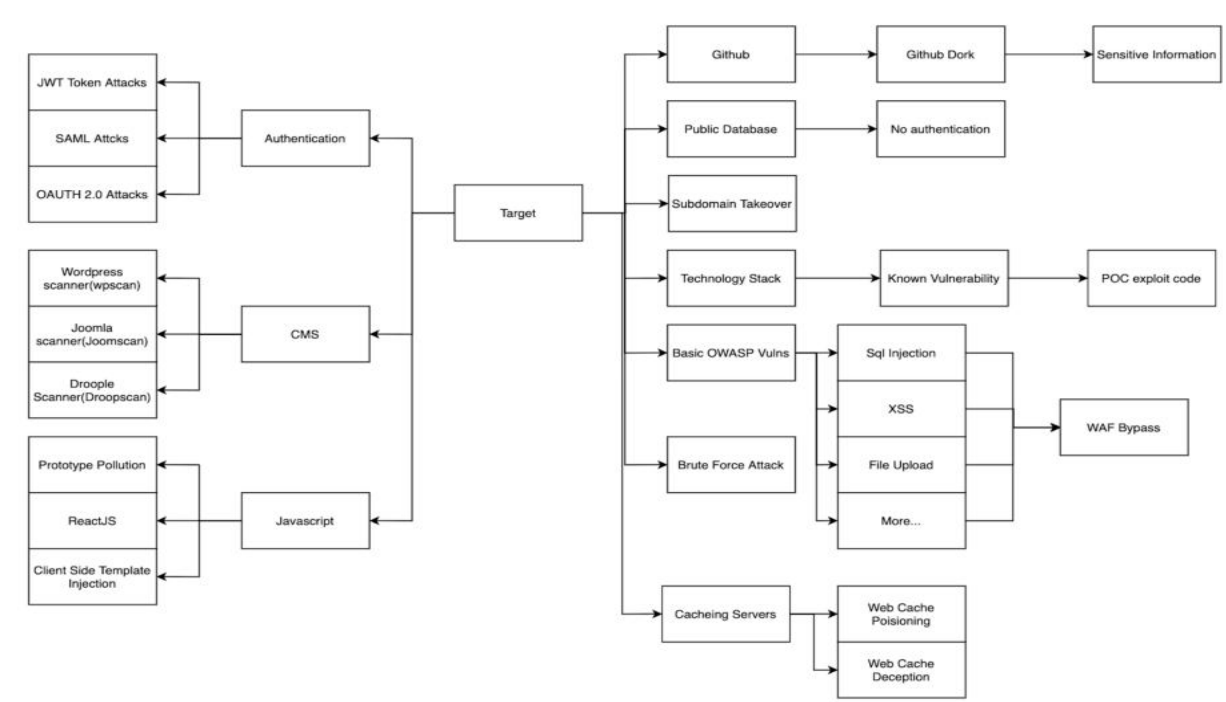 JWT Token Attacks
SAML Attcks
OAUTH 2.0 Attacks
Authentication
Wordpress
scanner(wpscan)
Joomla
scanner(Joomscan)
Droople
Scanner(Droopscan)
CMS
Prototype Pollution
ReactJS
Client Side Template
Injection
Javascript
Target
Github
Github Dork
Sensitive Information
Public Database
No authentication
Subdomain Takeover
Technology Stack
Known Vulnerability
POC exploit code
Basic OWASP Vulns
Sql Injection
XSS
File Upload
More...
WAF Bypass
Brute Force Attack
Cacheing Servers
Web Cache
Poisioning
Web Cache
Deception